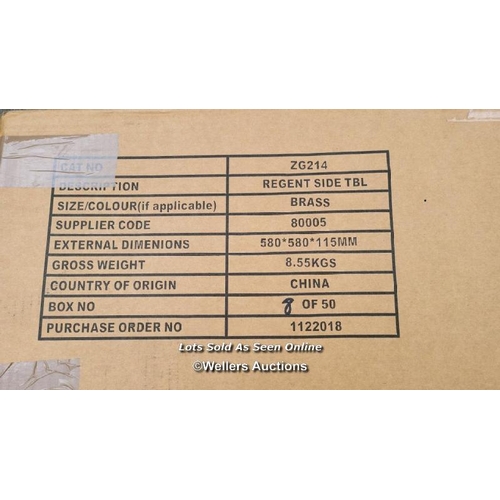 CAT NO ZG214
DESCRIPTION REGENT SIDE TBL
SIZE/COLOUR(if applicable) BRASS
SUPPLIER CODE 80005
EXTERNAL DIMENIONS 580*580*115MM
GROSS WEIGHT 8.55KGS
COUNTRY OF ORIGIN CHINA
BOX NO 8 OF 50
PURCHASE ORDER NO 1122018
Lots Sold As Seen Online
©Wellers Auctions